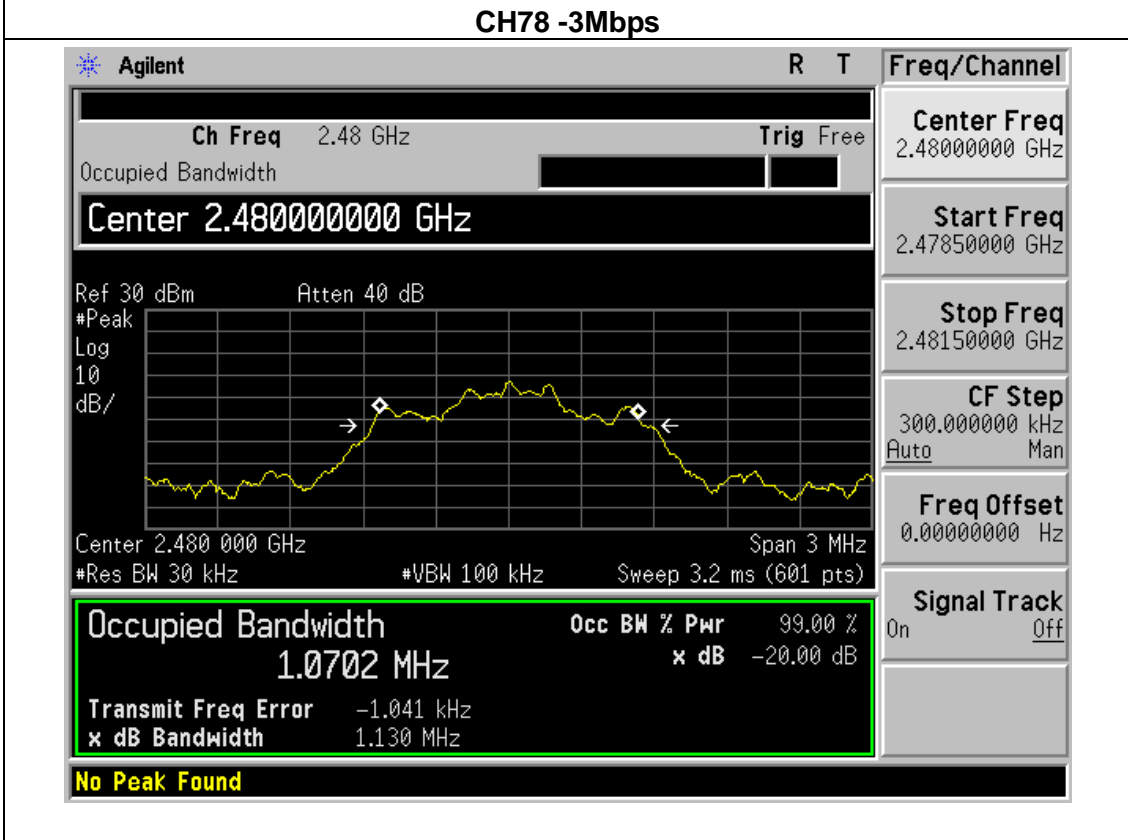 CH78 -3Mbps
Agilent R T Freq/Channel
Ch Freq 2.48 GHz Trig Free
Occupied Bandwidth
Center 2.480000000 GHz
Ref 30 dBm Atten 40 dB
#Peak
Log
10
dB/
Center 2.480 000 GHz Span 3 MHz
#Res BW 30 kHz #VBW 100 kHz Sweep 3.2 ms (601 pts)
Occupied Bandwidth Occ BW % Pwr 99.00 %
1.0702 MHz x dB -20.00 dB
Transmit Freq Error -1.041 kHz
x dB Bandwidth 1.130 MHz
No Peak Found
Center Freq
2.48000000 GHz
Start Freq
2.47850000 GHz
Stop Freq
2.48150000 GHz
CF Step
300.000000 kHz
Auto Man
Freq Offset
0.00000000 Hz
Signal Track
On Off